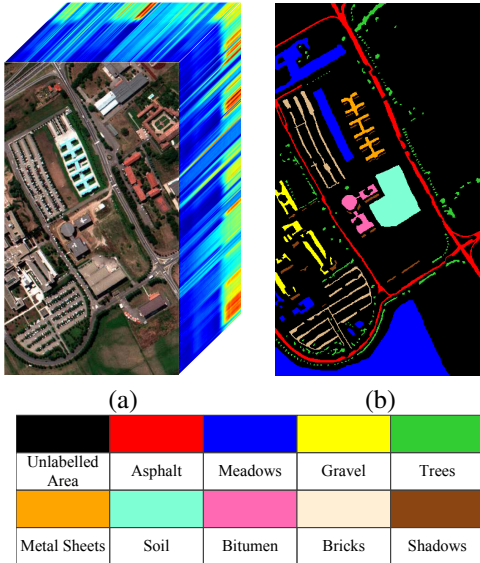 (a) (b)
Unlabelled
Area
Asphalt Meadows Gravel Trees
Metal Sheets Soil Bitumen Bricks Shadows